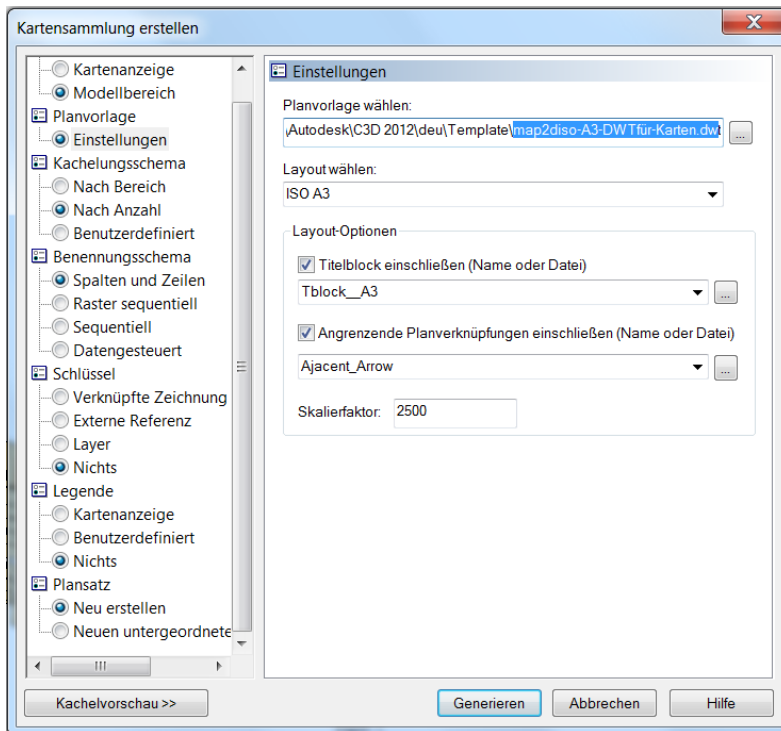 Kartensammlung erstellen
Kartenanzeige
Modellbereich
Planvorlage
Einstellungen
Kachelungsschema
Nach Bereich
Nach Anzahl
Benutzerdefiniert
Benennungsschema
Spalten und Zeilen
Raster sequentiell
Sequentiell
Datengesteuert
Schlüssel
Verknüpfte Zeichnung
Externe Referenz
Layer
Nichts
Legende
Kartenanzeige
Benutzerdefiniert
Nichts
Plansatz
Neu erstellen
Neuen untergeordnete
Einstellungen
Planvorlage wählen:
\Autodesk\C3D 2012\deu\Template\map2diso-A3-DWTfür-Karten.dwt
...
Layout wählen:
ISO A3
Layout-Optionen
Titelblock einschließen (Name oder Datei)
Tblock__A3
...
Angrenzende Planverknüpfungen einschließen (Name oder Datei)
Ajacent_Arrow
...
Skalierfaktor: 2500
Kachelvorschau >>
Generieren
Abbrechen
Hilfe